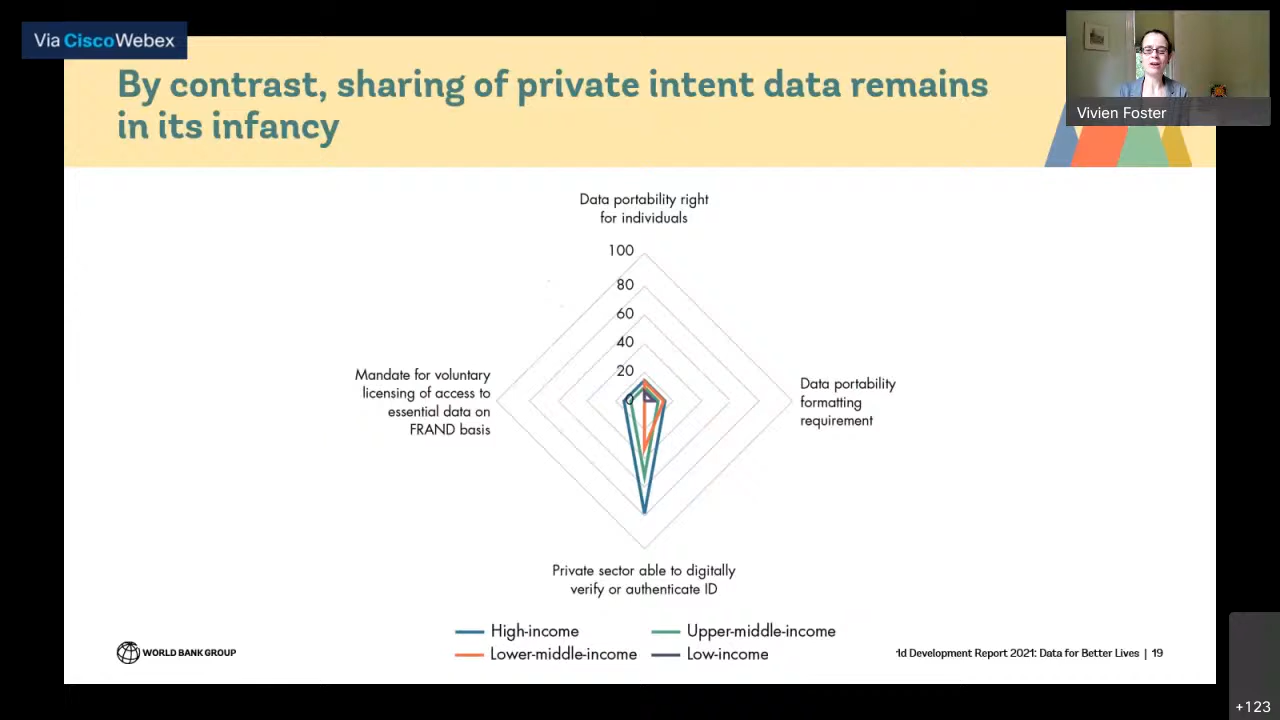 Via CiscoWebex
By contrast, sharing of private intent data remains
in its infancy
Vivien Foster
Data portability right
for individuals
100
80
60
40
20
0
Mandate for voluntary
licensing of access to
essential data on
FRAND basis
Data portability
formatting
requirement
Private sector able to digitally
verify or authenticate ID
High-income
Upper-middle-income
Lower-middle-income
Low-income
WORLD BANK GROUP
1d Development Report 2021: Data for Better Lives | 19
+123